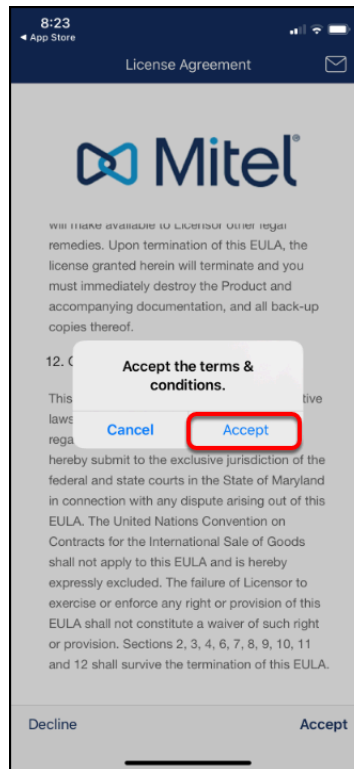 8:23
App Store
License Agreement
Mitel®
will make available to Licensor other legal
remedies. Upon termination of this EULA, the
license granted herein will terminate and you
must immediately destroy the Product and
accompanying documentation, and all back-up
copies thereof.
12.
Accept the terms &
conditions.
This
laws
Cancel
Accept
hereby submit to the exclusive jurisdiction of the
federal and state courts in the State of Maryland
in connection with any dispute arising out of this
EULA. The United Nations Convention on
Contracts for the International Sale of Goods
shall not apply to this EULA and is hereby
expressly excluded. The failure of Licensor to
exercise or enforce any right or provision of this
EULA shall not constitute a waiver of such right
or provision. Sections 2, 3, 4, 6, 7, 8, 9, 10, 11
and 12 shall survive the termination of this EULA.
Decline
Accept